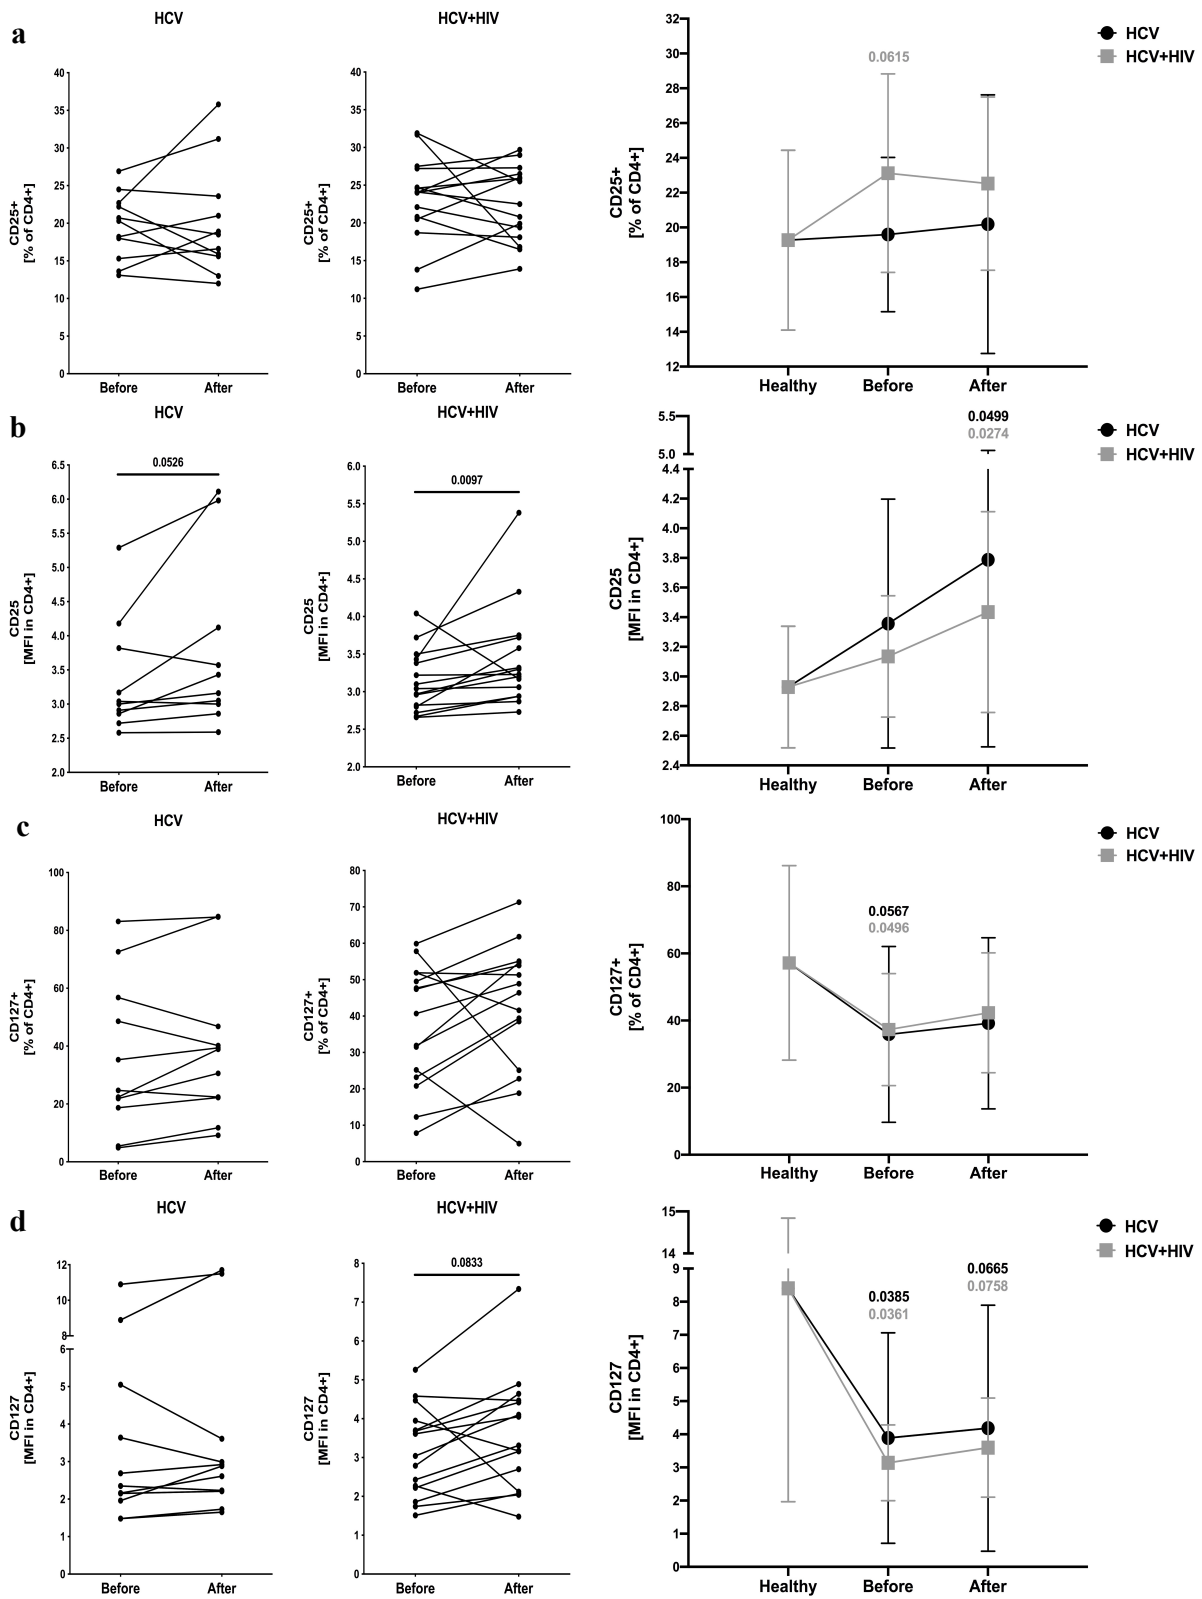 a
HCV
HCV+HIV
CD25+
[% of CD4+]
40
35
30
25
20
15
10
5
0
Before
After
CD25+
[% of CD4+]
40
35
30
25
20
15
10
5
0
Before
After
CD25+
[% of CD4+]
32
30
28
26
24
22
20
18
16
14
12
0.0615
Healthy
Before
After
HCV
HCV+HIV
b
HCV
HCV+HIV
CD25
[MFI in CD4+]
6.5
6.0
5.5
5.0
4.5
4.0
3.5
3.0
2.5
2.0
0.0526
Before
After
CD25
[MFI in CD4+]
6.0
5.5
5.0
4.5
4.0
3.5
3.0
2.5
2.0
0.0097
Before
After
CD25
[MFI in CD4+]
5.5
5.0
4.4
4.2
4.0
3.8
3.6
3.4
3.2
3.0
2.8
2.6
2.4
0.0499
0.0274
Healthy
Before
After
HCV
HCV+HIV
c
HCV
HCV+HIV
CD127+
[% of CD4+]
100
80
60
40
20
0
Before
After
CD127+
[% of CD4+]
80
70
60
50
40
30
20
10
0
Before
After
CD127+
[% of CD4+]
100
80
60
40
20
0
0.0567
0.0496
Healthy
Before
After
HCV
HCV+HIV
d
HCV
HCV+HIV
CD127
[MFI in CD4+]
12
10
8
6
5
4
3
2
1
0
Before
After
CD127
[MFI in CD4+]
8
7
6
5
4
3
2
1
0
0.0833
Before
After
CD127
[MFI in CD4+]
15
14
9
8
7
6
5
4
3
2
1
0
0.0385
0.0361
0.0665
0.0758
Healthy
Before
After
HCV
HCV+HIV